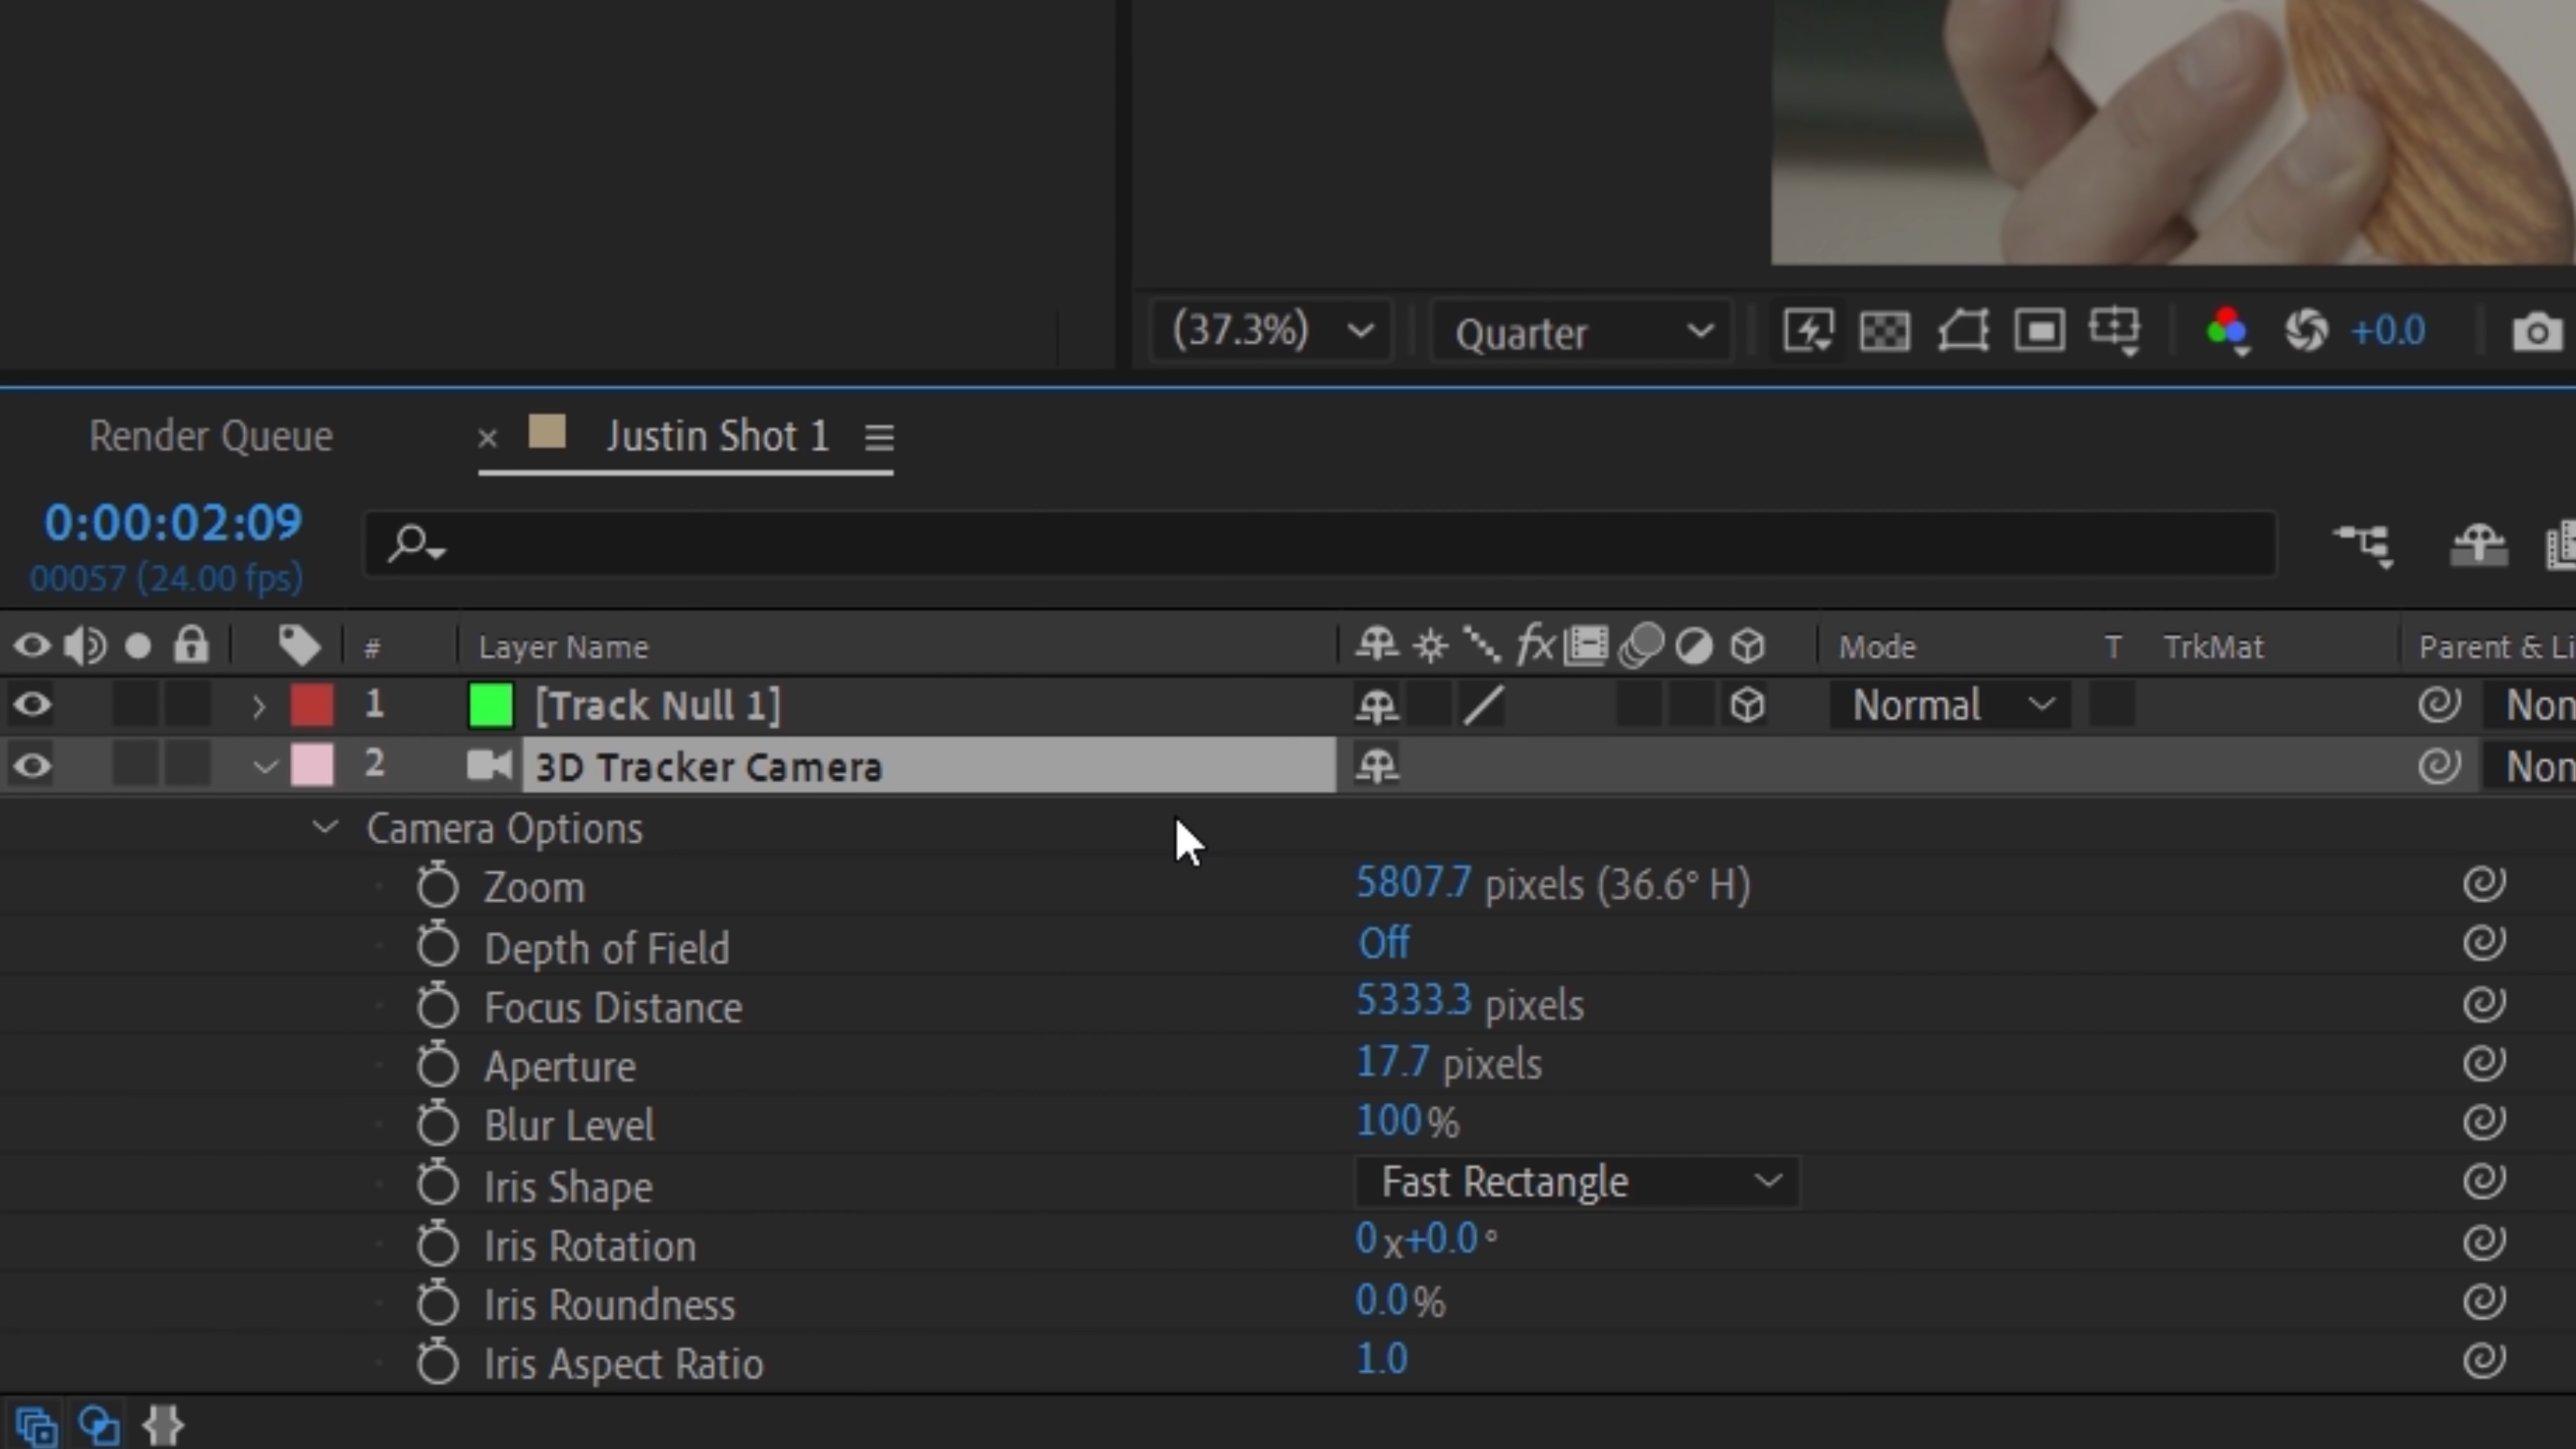 (37.3%) Quarter +0.0
Render Queue × Justin Shot 1
0:00:02:09
00057 (24.00 fps)
# Layer Name fx Mode T TrkMat Parent & Li
1 [Track Null 1] Normal Non
2 3D Tracker Camera Non
Camera Options
Zoom 5807.7 pixels (36.6° H)
Depth of Field Off
Focus Distance 5333.3 pixels
Aperture 17.7 pixels
Blur Level 100%
Iris Shape Fast Rectangle
Iris Rotation 0x+0.0°
Iris Roundness 0.0%
Iris Aspect Ratio 1.0